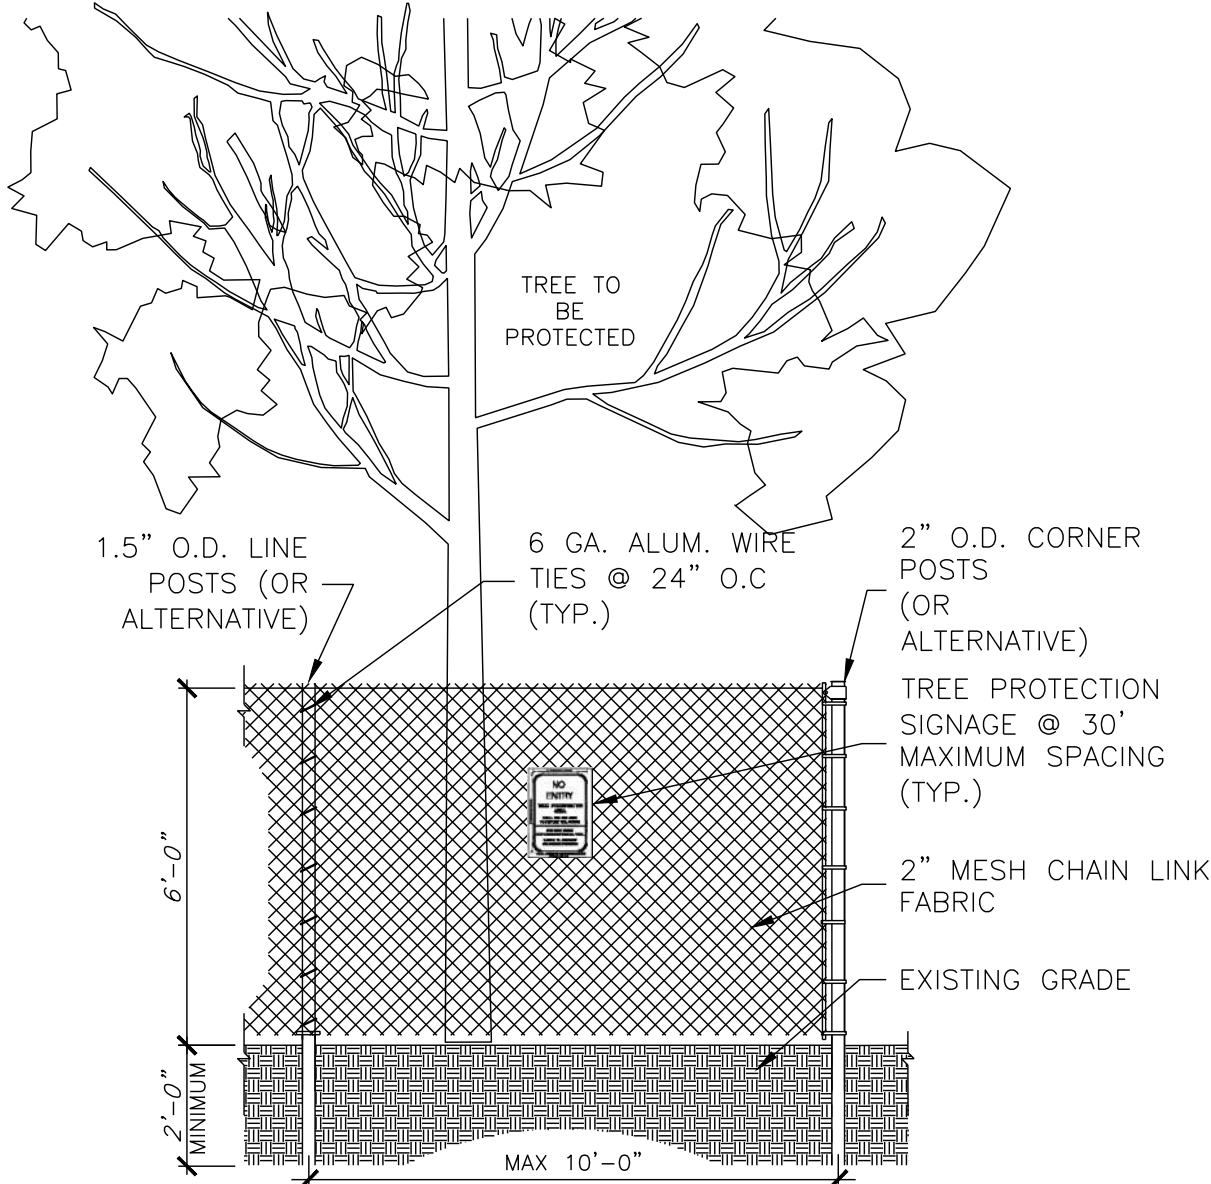 TREE TO
BE
PROTECTED
1.5” O.D. LINE
POSTS (OR
ALTERNATIVE)
6 GA. ALUM. WIRE
TIES @ 24” O.C
(TYP.)
2” O.D. CORNER
POSTS
(OR
ALTERNATIVE)
TREE PROTECTION
SIGNAGE @ 30’
MAXIMUM SPACING
(TYP.)
NO
ENTRY
2” MESH CHAIN LINK
FABRIC
EXISTING GRADE
6’-0”
2’-0”
MINIMUM
MAX 10’-0”